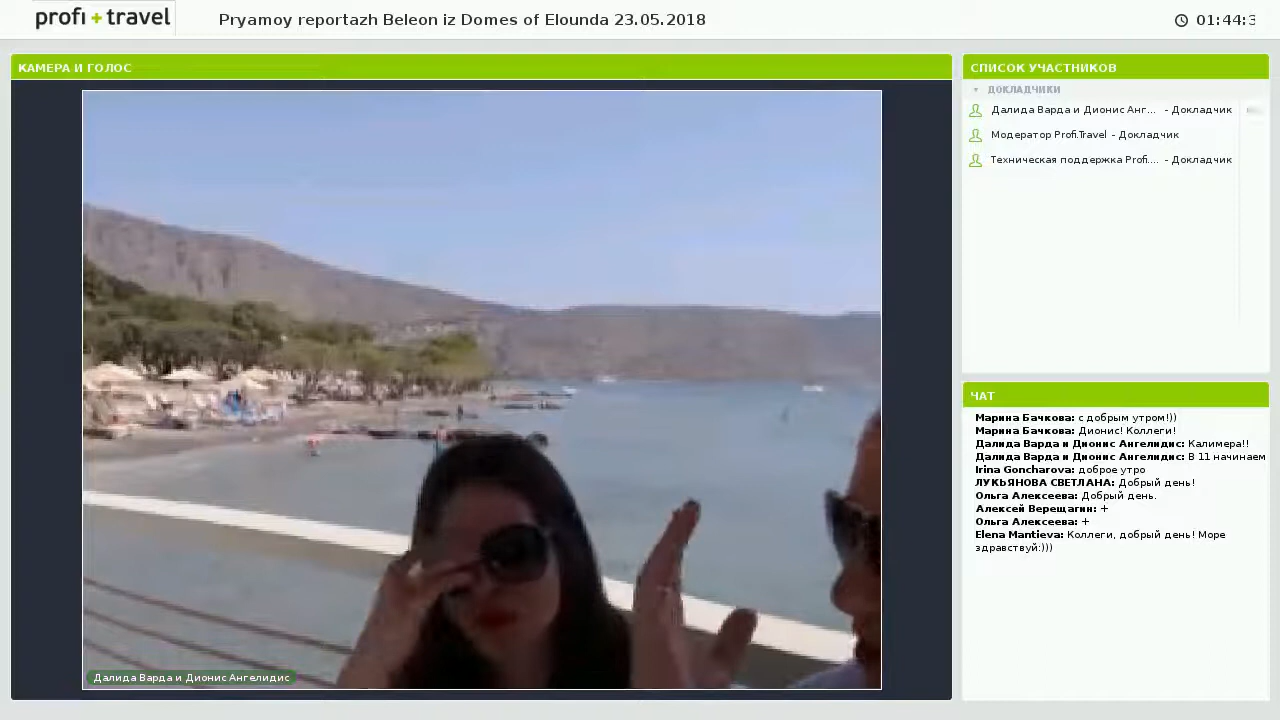 profi + travel
Pryamoy reportazh Beleon iz Domes of Elounda 23.05.2018
01:44:3
КАМЕРА И ГОЛОС
СПИСОК УЧАСТНИКОВ
ДОКЛАДЧИКИ
Далида Варда и Дионис Анг... - Докладчик
Модератор Profi.Travel - Докладчик
Техническая поддержка Profi.... - Докладчик
ЧАТ
Марина Бачкова: с добрым утром!))
Марина Бачкова: Дионис! Коллеги!
Далида Варда и Дионис Ангелидис: Калимера!!
Далида Варда и Дионис Ангелидис: В 11 начинаем
Irina Goncharova: доброе утро
ЛУКЬЯНОВА СВЕТЛАНА: Добрый день!
Ольга Алексеева: Добрый день.
Алексей Верещагин: +
Ольга Алексеева: +
Elena Mantieva: Коллеги, добрый день! Море
здравствуй:)))
Далида Варда и Дионис Ангелидис